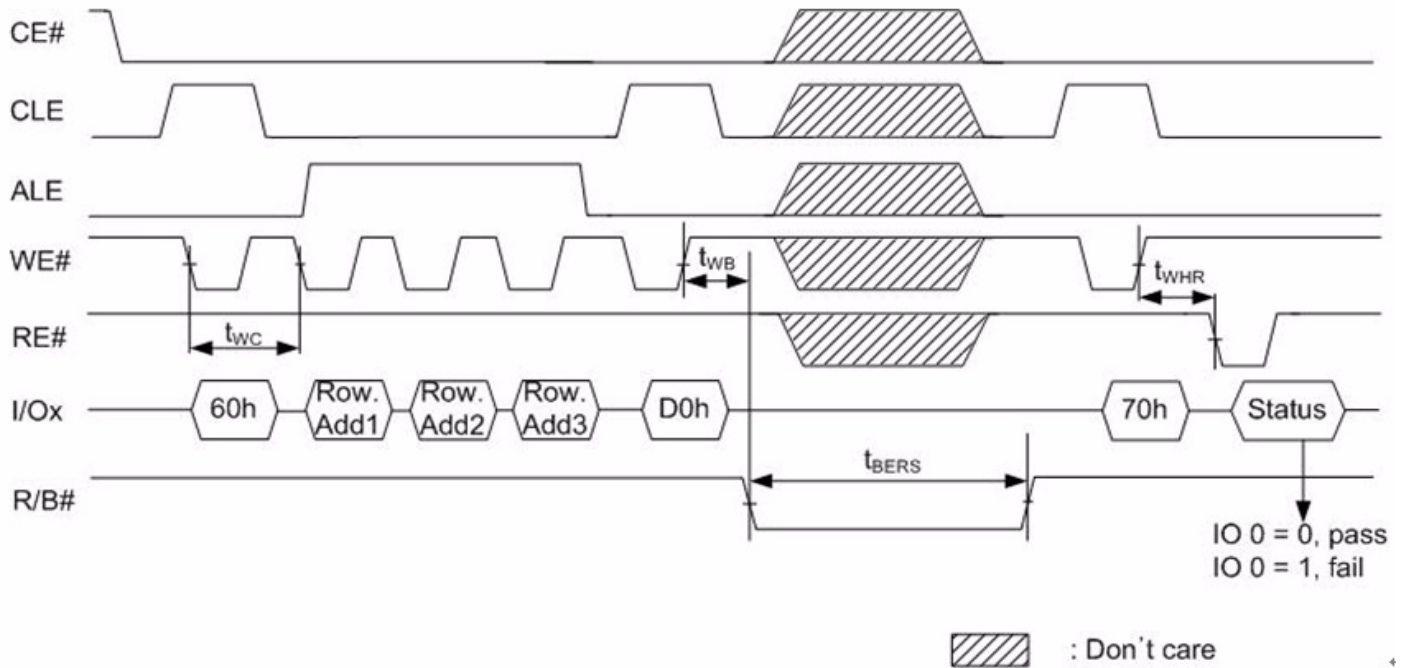 CE#
CLE
ALE
WE#
tWB
tWHR
RE#
tWC
I/Ox
60h
Row.
Add1
Row.
Add2
Row.
Add3
D0h
70h
Status
tBERS
R/B#
IO 0 = 0, pass
IO 0 = 1, fail
: Don`t care